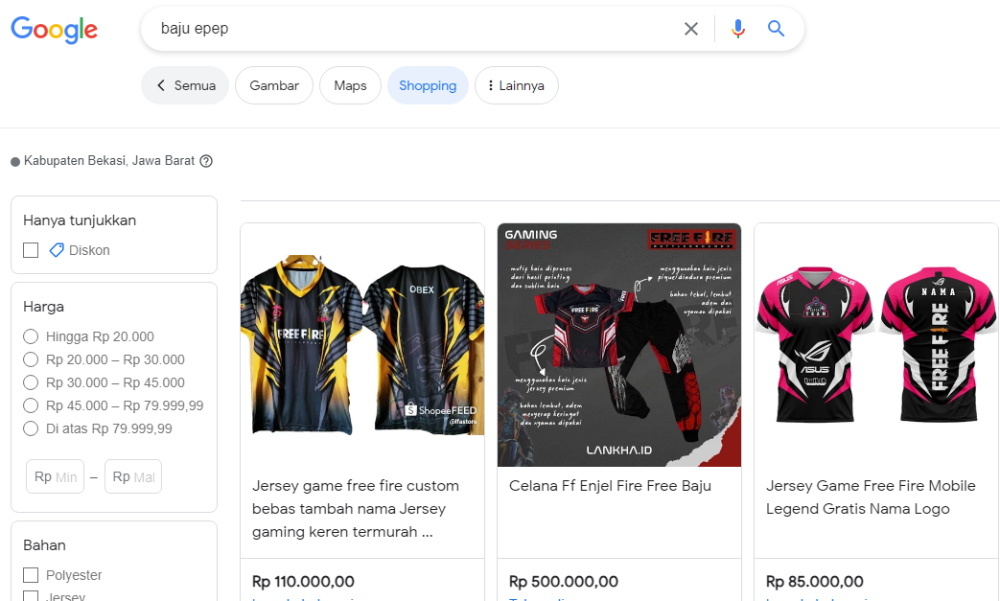 Google
baju epep
Semua
Gambar
Maps
Shopping
Lainnya
Kabupaten Bekasi, Jawa Barat
Hanya tunjukkan
Diskon
Harga
Hingga Rp 20.000
Rp 20.000 – Rp 30.000
Rp 30.000 – Rp 45.000
Rp 45.000 – Rp 79.999,99
Di atas Rp 79.999,99
Rp Min – Rp Mal
Bahan
Polyester
Jersey
OBEX
FREE FIRE
ShopeeFEED
@lfastore
Jersey game free fire custom
bebas tambah nama Jersey
gaming keren termurah ...
Rp 110.000,00
GAMING
SERIES
FREE FIRE
motif kain diproses
dari hasil printing
dan sublim kain
menggunakan kain jenis
pique/diadora premium
bahan tebal, lembut
adem dan
nyaman dipakai
FREE FIRE
menggunakan kain jenis
jersey premium
bahan lembut, adem
menyerap keringat
dan nyaman dipakai
LANKHA.ID
Celana Ff Enjel Fire Free Baju
Rp 500.000,00
ASUS
ASUS
TEAM
ASUS
twitch
NAMA
FREE FIRE
Jersey Game Free Fire Mobile
Legend Gratis Nama Logo
Rp 85.000,00